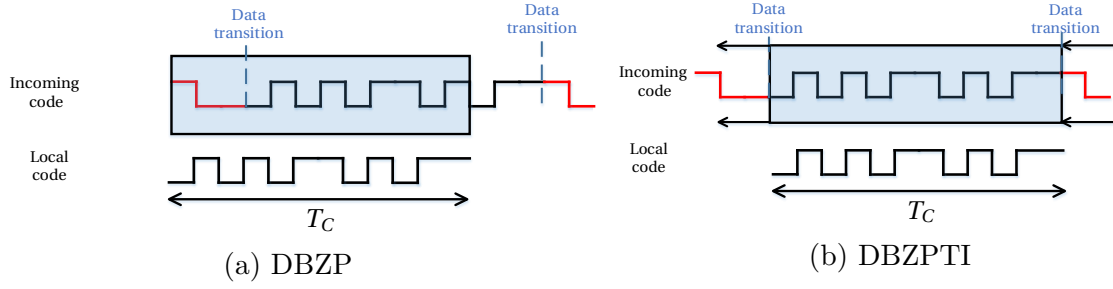 Data
transition
Data
transition
Incoming
code
Local
code
T_C
(a) DBZP
Data
transition
Data
transition
Incoming
code
Local
code
T_C
(b) DBZPTI